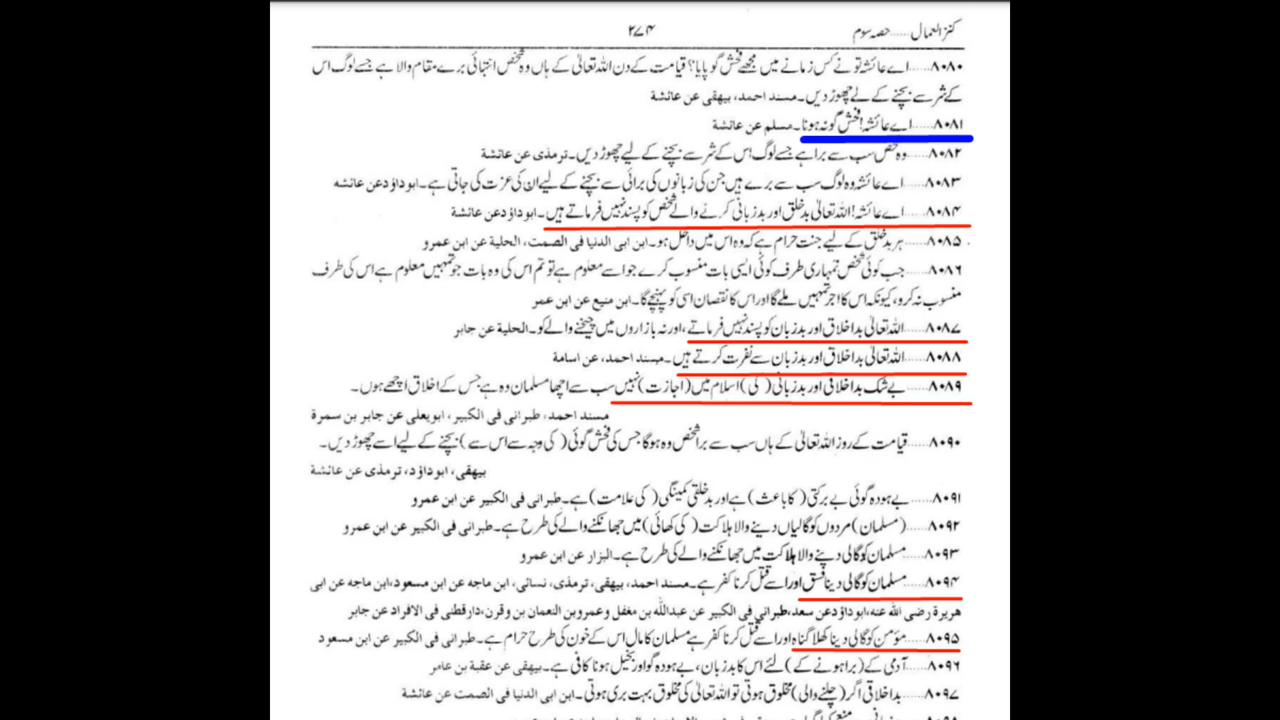 کنز العمال......حصہ سوم ۲۷۴
۸۰۸۰......اے عائشہ تو نے کس زمانے میں مجھے فحش گو پایا؟ قیامت کے دن اللہ تعالیٰ کے ہاں وہ شخص انتہائی برے مقام والا ہے جسے لوگ اس
کے شر سے بچنے کے لے چھوڑ دیں۔ مسند احمد، بیھقی عن عائشة
۸۰۸۱......اے عائشہ! فحش گو نہ ہونا۔ مسلم عن عائشة
۸۰۸۲......وہ شخص سب سے برا ہے جسے لوگ اس کے شر سے بچنے کے لیے چھوڑ دیں۔ ترمذی عن عائشة
۸۰۸۳......اے عائشہ وہ لوگ سب سے برے ہیں جن کی زبانوں کی برائی سے بچنے کے لیے ان کی عزت کی جاتی ہے۔ ابوداؤد عن عائشہ
۸۰۸۴......اے عائشہ! اللہ تعالیٰ بدخلق اور بدزبانی کرنے والے شخص کو پسند نہیں فرماتے ہیں۔ ابوداؤد عن عائشة
۸۰۸۵......ہر بدخلق کے لیے جنت حرام ہے کہ وہ اس میں داخل ہو۔ ابن ابی الدنیا فی الصمت، الحلیة عن ابن عمرو
۸۰۸۶......جب کوئی شخص تمہاری طرف کوئی ایسی بات منسوب کرے جو اسے معلوم ہے تو تم اس کی وہ بات جو تمہیں معلوم ہے اس کی طرف
منسوب نہ کرو، کیونکہ اس کا اجر تمہیں ملے گا اور اس کا نقصان اسی کو پہنچے گا۔ ابن منیع عن ابن عمر
۸۰۸۷......اللہ تعالیٰ بداخلاق اور بدزبان کو پسند نہیں فرماتے، اور نہ بازاروں میں چیخنے والے کو۔ الحلیة عن جابر
۸۰۸۸......اللہ تعالیٰ بداخلاق اور بدزبان سے نفرت کرتے ہیں۔ مسند احمد، عن اسامة
۸۰۸۹......بے شک بداخلاقی اور بدزبانی (کی) اسلام میں (اجازت) نہیں سب سے اچھا مسلمان وہ ہے جس کے اخلاق اچھے ہوں۔
مسند احمد، طبرانی فی الکبیر، ابویعلی عن جابر بن سمرة
۸۰۹۰......قیامت کے روز اللہ تعالیٰ کے ہاں سب سے برا شخص وہ ہو گا جس کی فحش گوئی (کی وجہ سے اس سے) بچنے کے لیے اسے چھوڑ دیں۔
بیھقی، ابوداؤد، ترمذی عن عائشة
۸۰۹۱......بے ہودہ گوئی بے برکتی (کا باعث) ہے اور بدخلقی کمینگی (کی علامت) ہے۔ طبرانی فی الکبیر عن ابن عمرو
۸۰۹۲......(مسلمان) مردوں کو گالیاں دینے والا ہلاکت (کی کھائی) میں جھانکنے والے کی طرح ہے۔ طبرانی فی الکبیر عن ابن عمرو
۸۰۹۳......مسلمان کو گالی دینے والا ہلاکت میں جھانکنے والے کی طرح ہے۔ البزار عن ابن عمرو
۸۰۹۴......مسلمان کو گالی دینا فسق اور اسے قتل کرنا کفر ہے۔ مسند احمد، بیھقی، ترمذی، نسائی، ابن ماجہ عن ابن مسعود، ابن ماجہ عن ابی
ھریرة رضی اللہ عنہ، ابوداؤد عن سعد، طبرانی فی الکبیر عن عبداللہ بن مغفل وعمرو بن النعمان بن وقرن، دارقطنی فی الافراد عن جابر
۸۰۹۵......مؤمن کو گالی دینا کھلا گناہ اور اسے قتل کرنا کفر ہے مسلمان کا مال اس کے خون کی طرح حرام ہے۔ طبرانی فی الکبیر عن ابن مسعود
۸۰۹۶......آدمی کے (برا ہونے کے) لئے اس کا بدزبان، بے ہودہ گو اور بخیل ہونا کافی ہے۔ بیھقی عن عقبة بن عامر
۸۰۹۷......بداخلاقی اگر (چلنے والی) مخلوق ہوتی تو اللہ تعالیٰ کی مخلوق بہت بری ہوتی۔ ابن ابی الدنیا فی الصمت عن عائشة